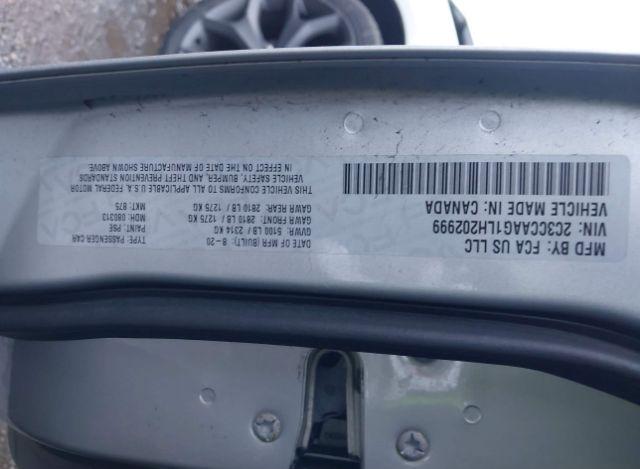 MFD BY: FCA US LLC
VIN: 2C3CCAAG1LH202999
VEHICLE MADE IN: CANADA
DATE OF MFR (BUILT): 8-20
GVWR: 5100 LB / 2314 KG
GAWR FRONT: 2810 LB / 1275 KG
GAWR REAR: 2810 LB / 1275 KG
TYPE: PASSENGER CAR
PAINT: PSE
MDH: 080313
MKT: 875
THIS VEHICLE CONFORMS TO ALL APPLICABLE U.S.A. FEDERAL MOTOR
VEHICLE SAFETY, BUMPER, AND THEFT PREVENTION STANDARDS
IN EFFECT ON THE DATE OF MANUFACTURE SHOWN ABOVE